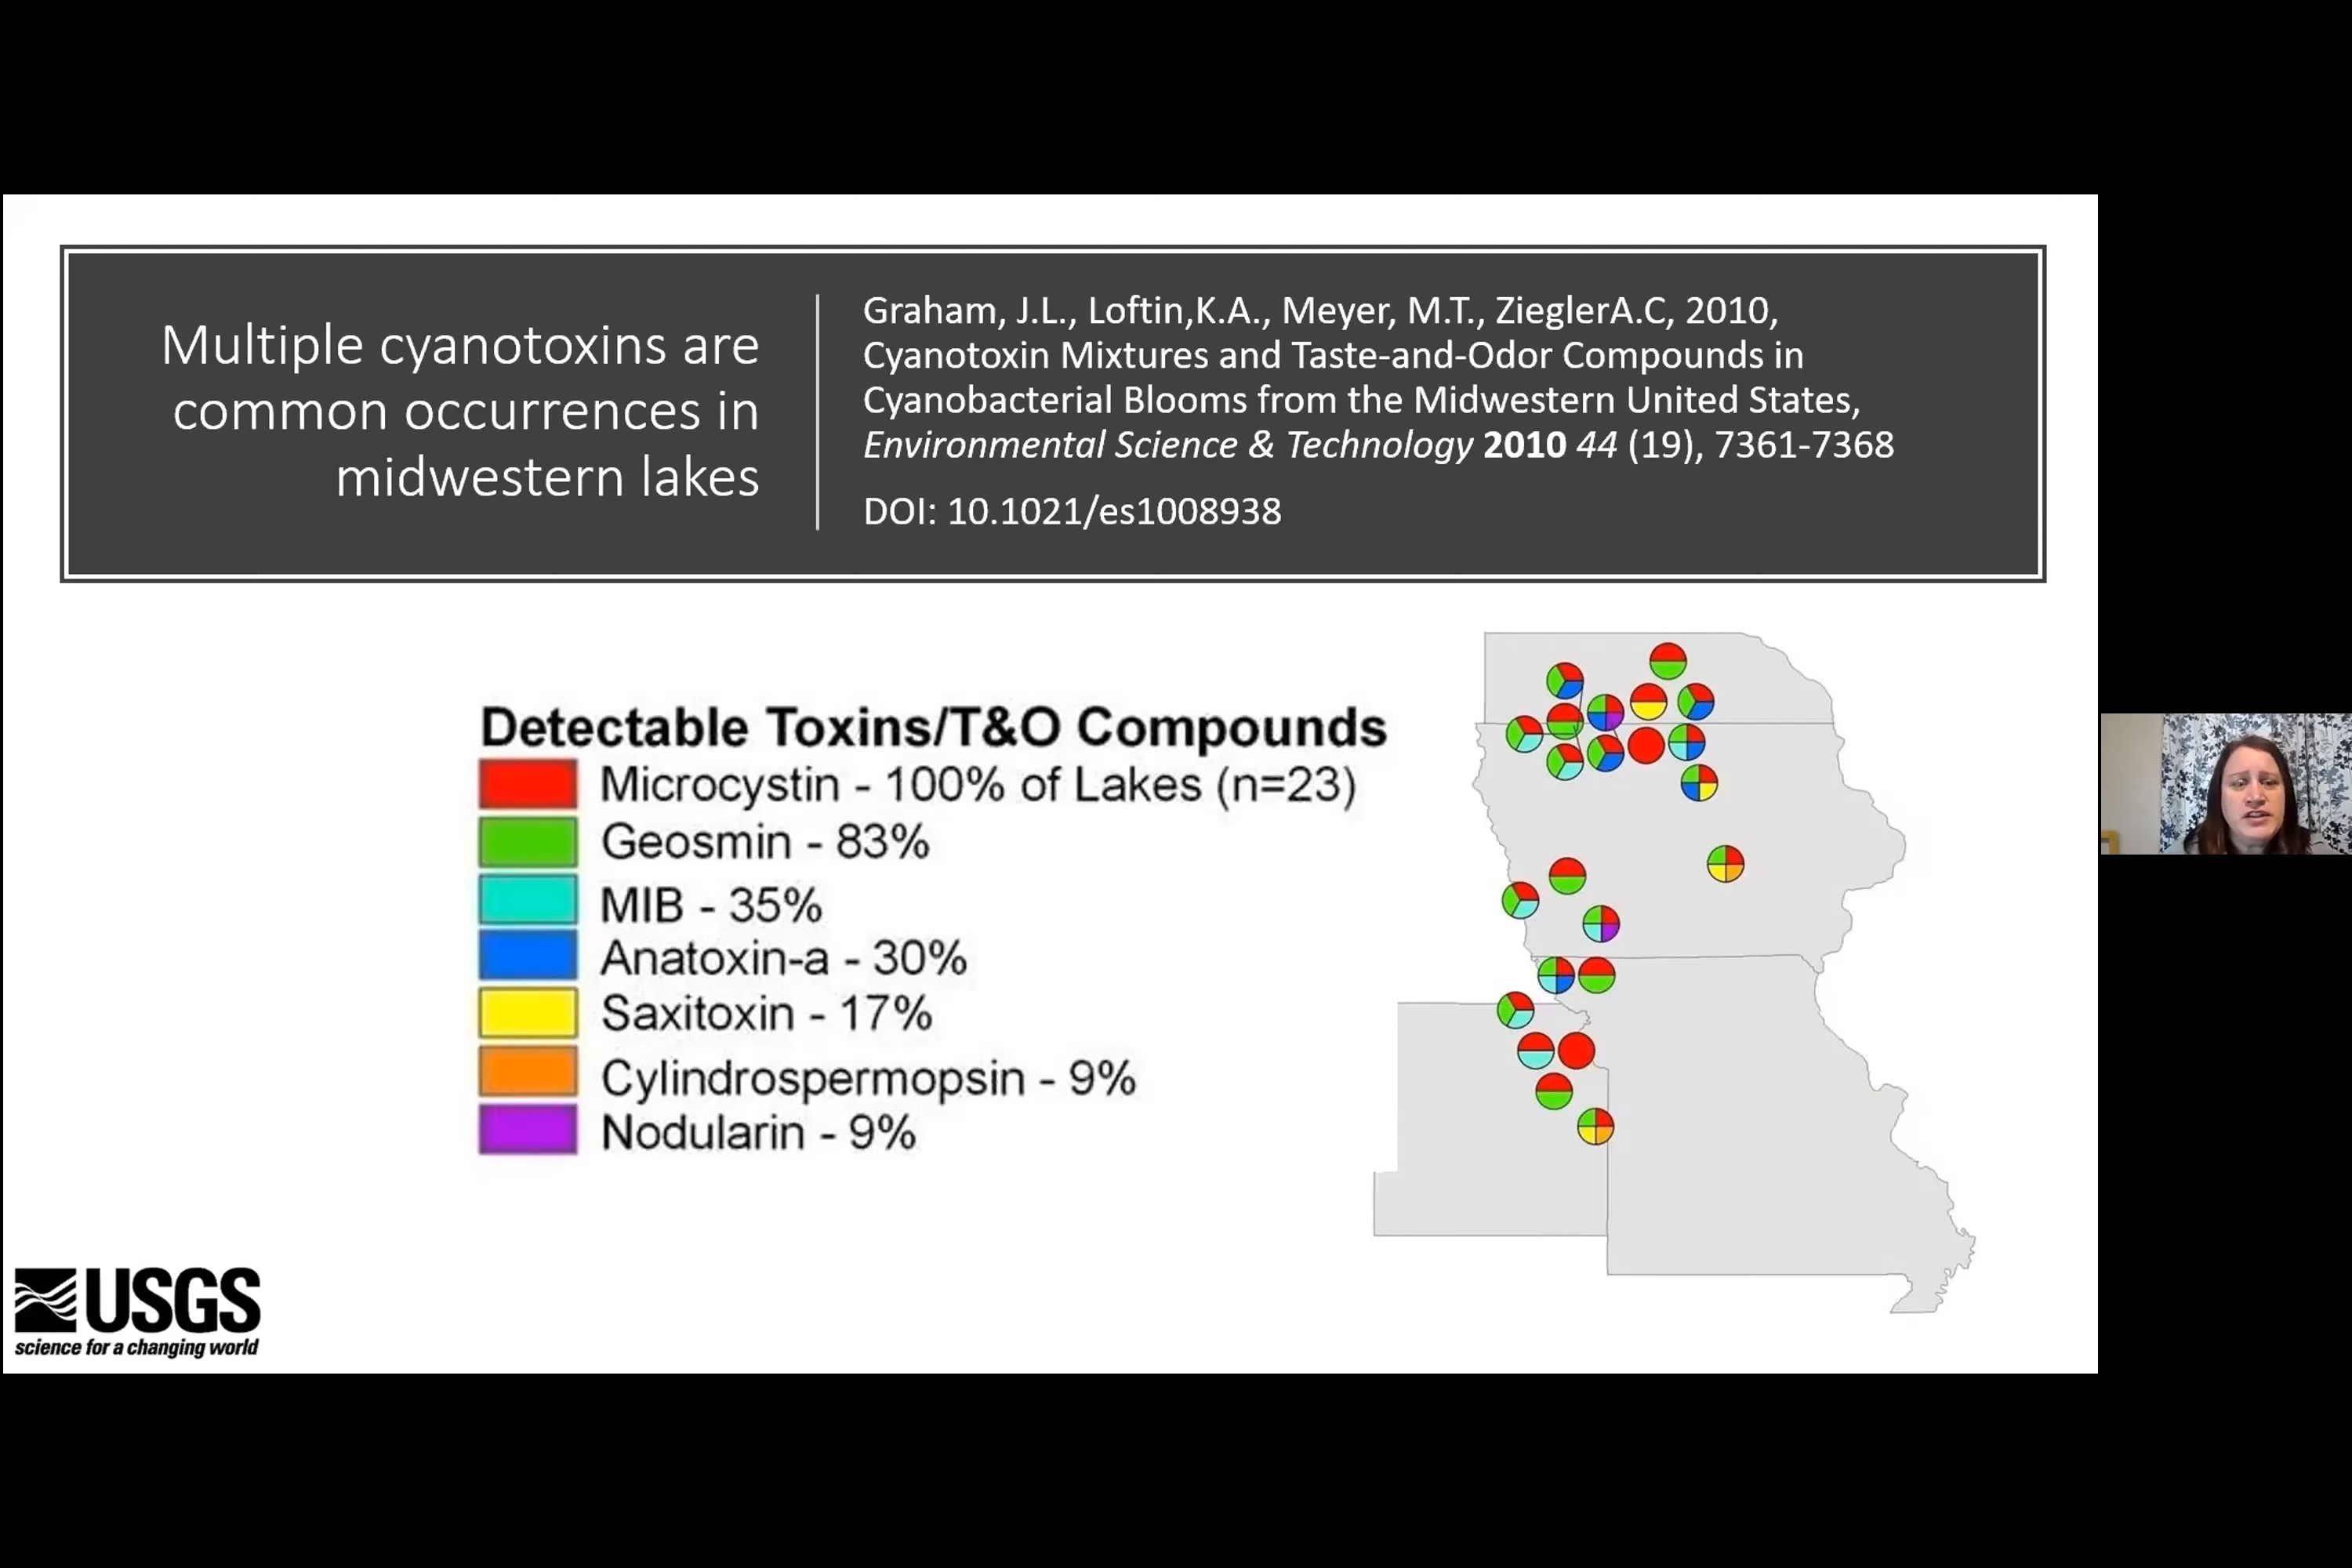 Multiple cyanotoxins are
common occurrences in
midwestern lakes
Graham, J.L., Loftin,K.A., Meyer, M.T., ZieglerA.C, 2010,
Cyanotoxin Mixtures and Taste-and-Odor Compounds in
Cyanobacterial Blooms from the Midwestern United States,
Environmental Science & Technology 2010 44 (19), 7361-7368
DOI: 10.1021/es1008938
Detectable Toxins/T&O Compounds
Microcystin - 100% of Lakes (n=23)
Geosmin - 83%
MIB - 35%
Anatoxin-a - 30%
Saxitoxin - 17%
Cylindrospermopsin - 9%
Nodularin - 9%
USGS
science for a changing world